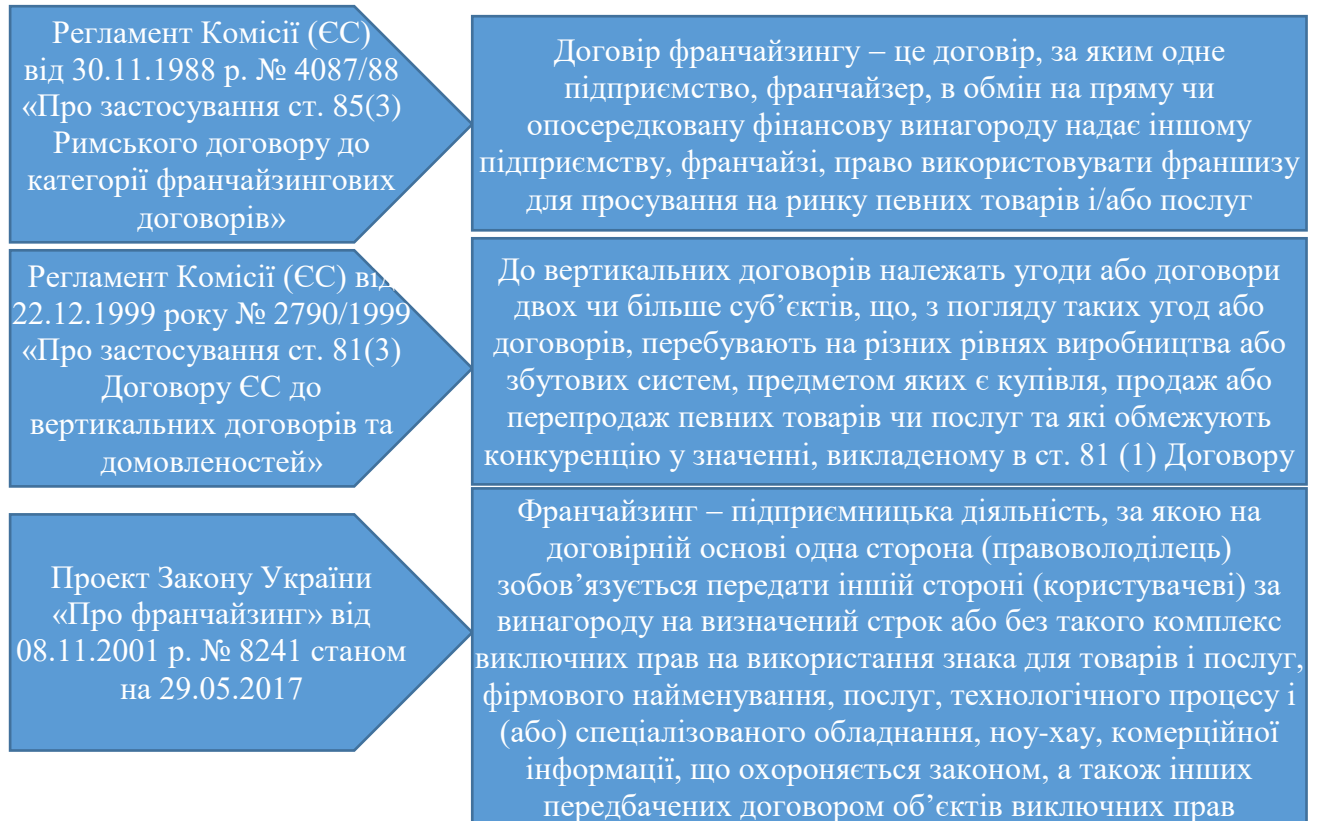 Регламент Комісії (ЄС)
від 30.11.1988 р. № 4087/88
«Про застосування ст. 85(3)
Римського договору до
категорії франчайзингових
договорів»
Договір франчайзингу – це договір, за яким одне
підприємство, франчайзер, в обмін на пряму чи
опосередковану фінансову винагороду надає іншому
підприємству, франчайзі, право використовувати франшизу
для просування на ринку певних товарів і/або послуг
Регламент Комісії (ЄС) від
22.12.1999 року № 2790/1999
«Про застосування ст. 81(3)
Договору ЄС до
вертикальних договорів та
домовленостей»
До вертикальних договорів належать угоди або договори
двох чи більше суб’єктів, що, з погляду таких угод або
договорів, перебувають на різних рівнях виробництва або
збутових систем, предметом яких є купівля, продаж або
перепродаж певних товарів чи послуг та які обмежують
конкуренцію у значенні, викладеному в ст. 81 (1) Договору
Проект Закону України
«Про франчайзинг» від
08.11.2001 р. № 8241 станом
на 29.05.2017
Франчайзинг – підприємницька діяльність, за якою на
договірній основі одна сторона (правоволоділець)
зобов’язується передати іншій стороні (користувачеві) за
винагороду на визначений строк або без такого комплекс
виключних прав на використання знака для товарів і послуг,
фірмового найменування, послуг, технологічного процесу і
(або) спеціалізованого обладнання, ноу-хау, комерційної
інформації, що охороняється законом, а також інших
передбачених договором об’єктів виключних прав